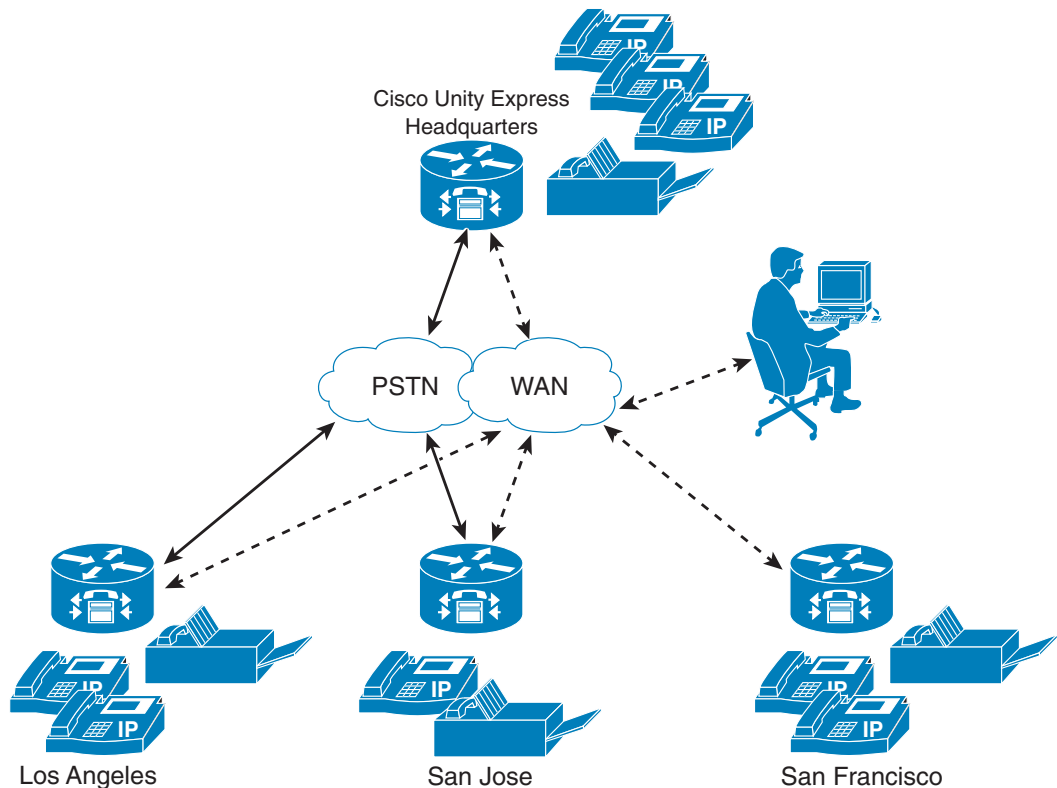 IP
IP
IP
Cisco Unity Express
Headquarters
PSTN
WAN
IP
IP
IP
IP
IP
Los Angeles
San Jose
San Francisco